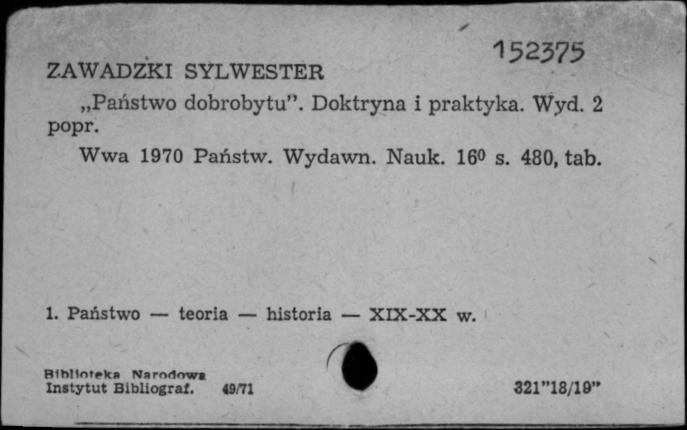 152375
ZAWADZKI SYLWESTER
„Państwo dobrobytu”. Doktryna i praktyka. Wyd. 2
popr.
Wwa 1970 Państw. Wydawn. Nauk. 16⁰ s. 480, tab.
1. Państwo — teoria — historia — XIX-XX w.
Biblioteka Narodowa
Instytut Bibliograf. 49/71
321”18/19”